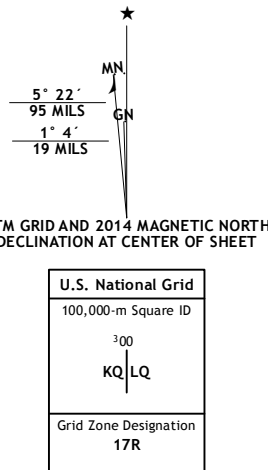 MN
GN
5° 22´
95 MILS
1° 4´
19 MILS
TM GRID AND 2014 MAGNETIC NORTH
DECLINATION AT CENTER OF SHEET
U.S. National Grid
100,000-m Square ID
³00
KQ LQ
Grid Zone Designation
17R